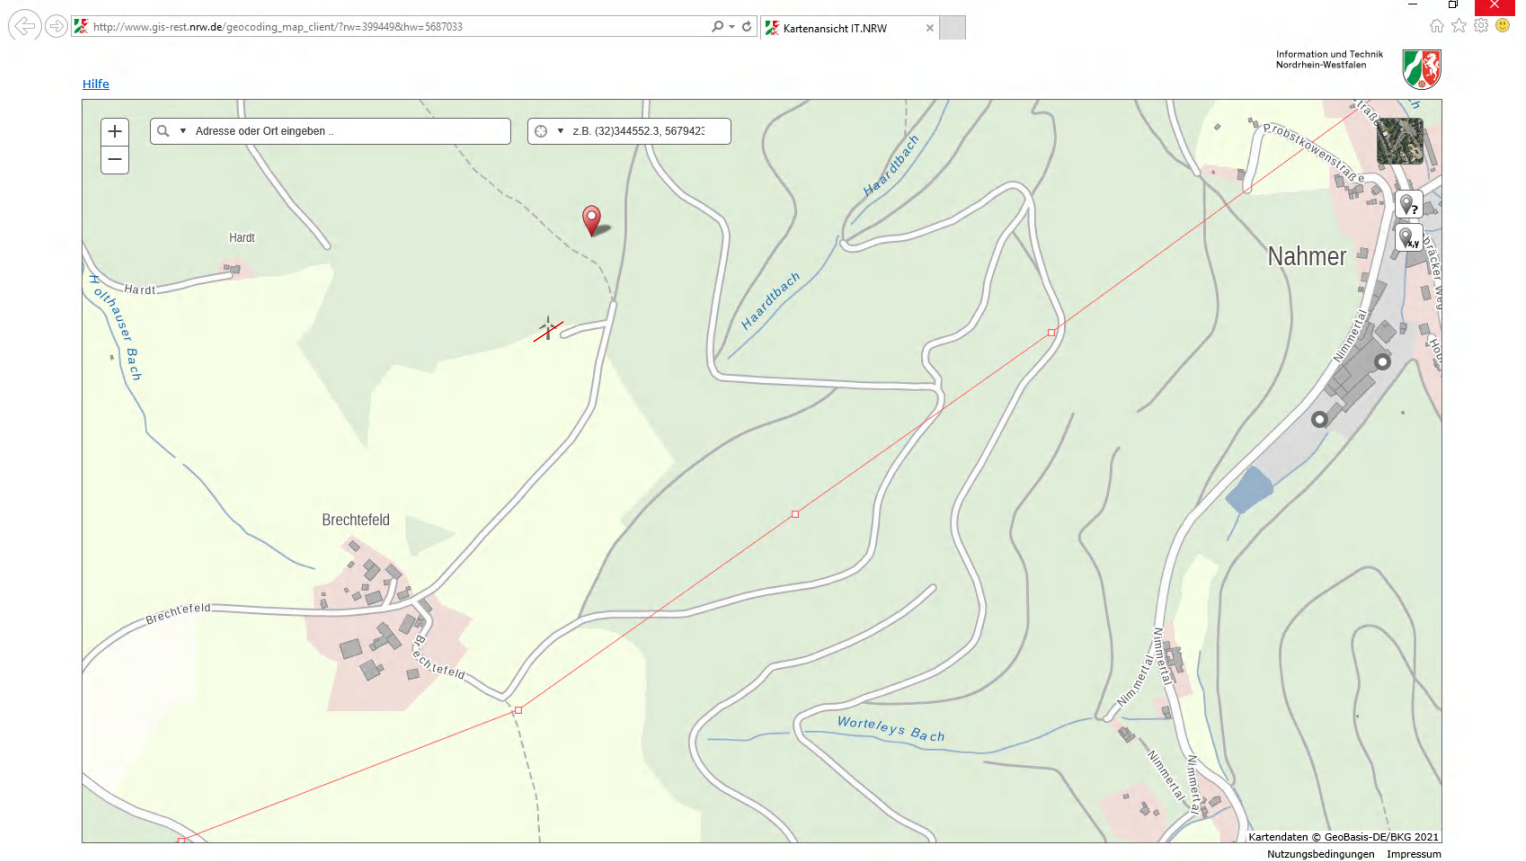 http://www.gis-rest.nrw.de/geocoding_map_client/?rw=399449&hw=5687033
Kartenansicht IT.NRW
Information und Technik
Nordrhein-Westfalen
Hilfe
Adresse oder Ort eingeben ..
z.B. (32)344552.3, 5679423
Probstkowenstraße
Haardtbach
?
x,y
Hardt
Nahmer
Hardt
Haardtbach
Holthauser Bach
Nimmertal
Brechtefeld
Brechtefeld
Brechtefeld
Nimmertal
Nimmertal
Worteleys Bach
Nimmertal
Nimmertal
Kartendaten © GeoBasis-DE/BKG 2021
Nutzungsbedingungen Impressum